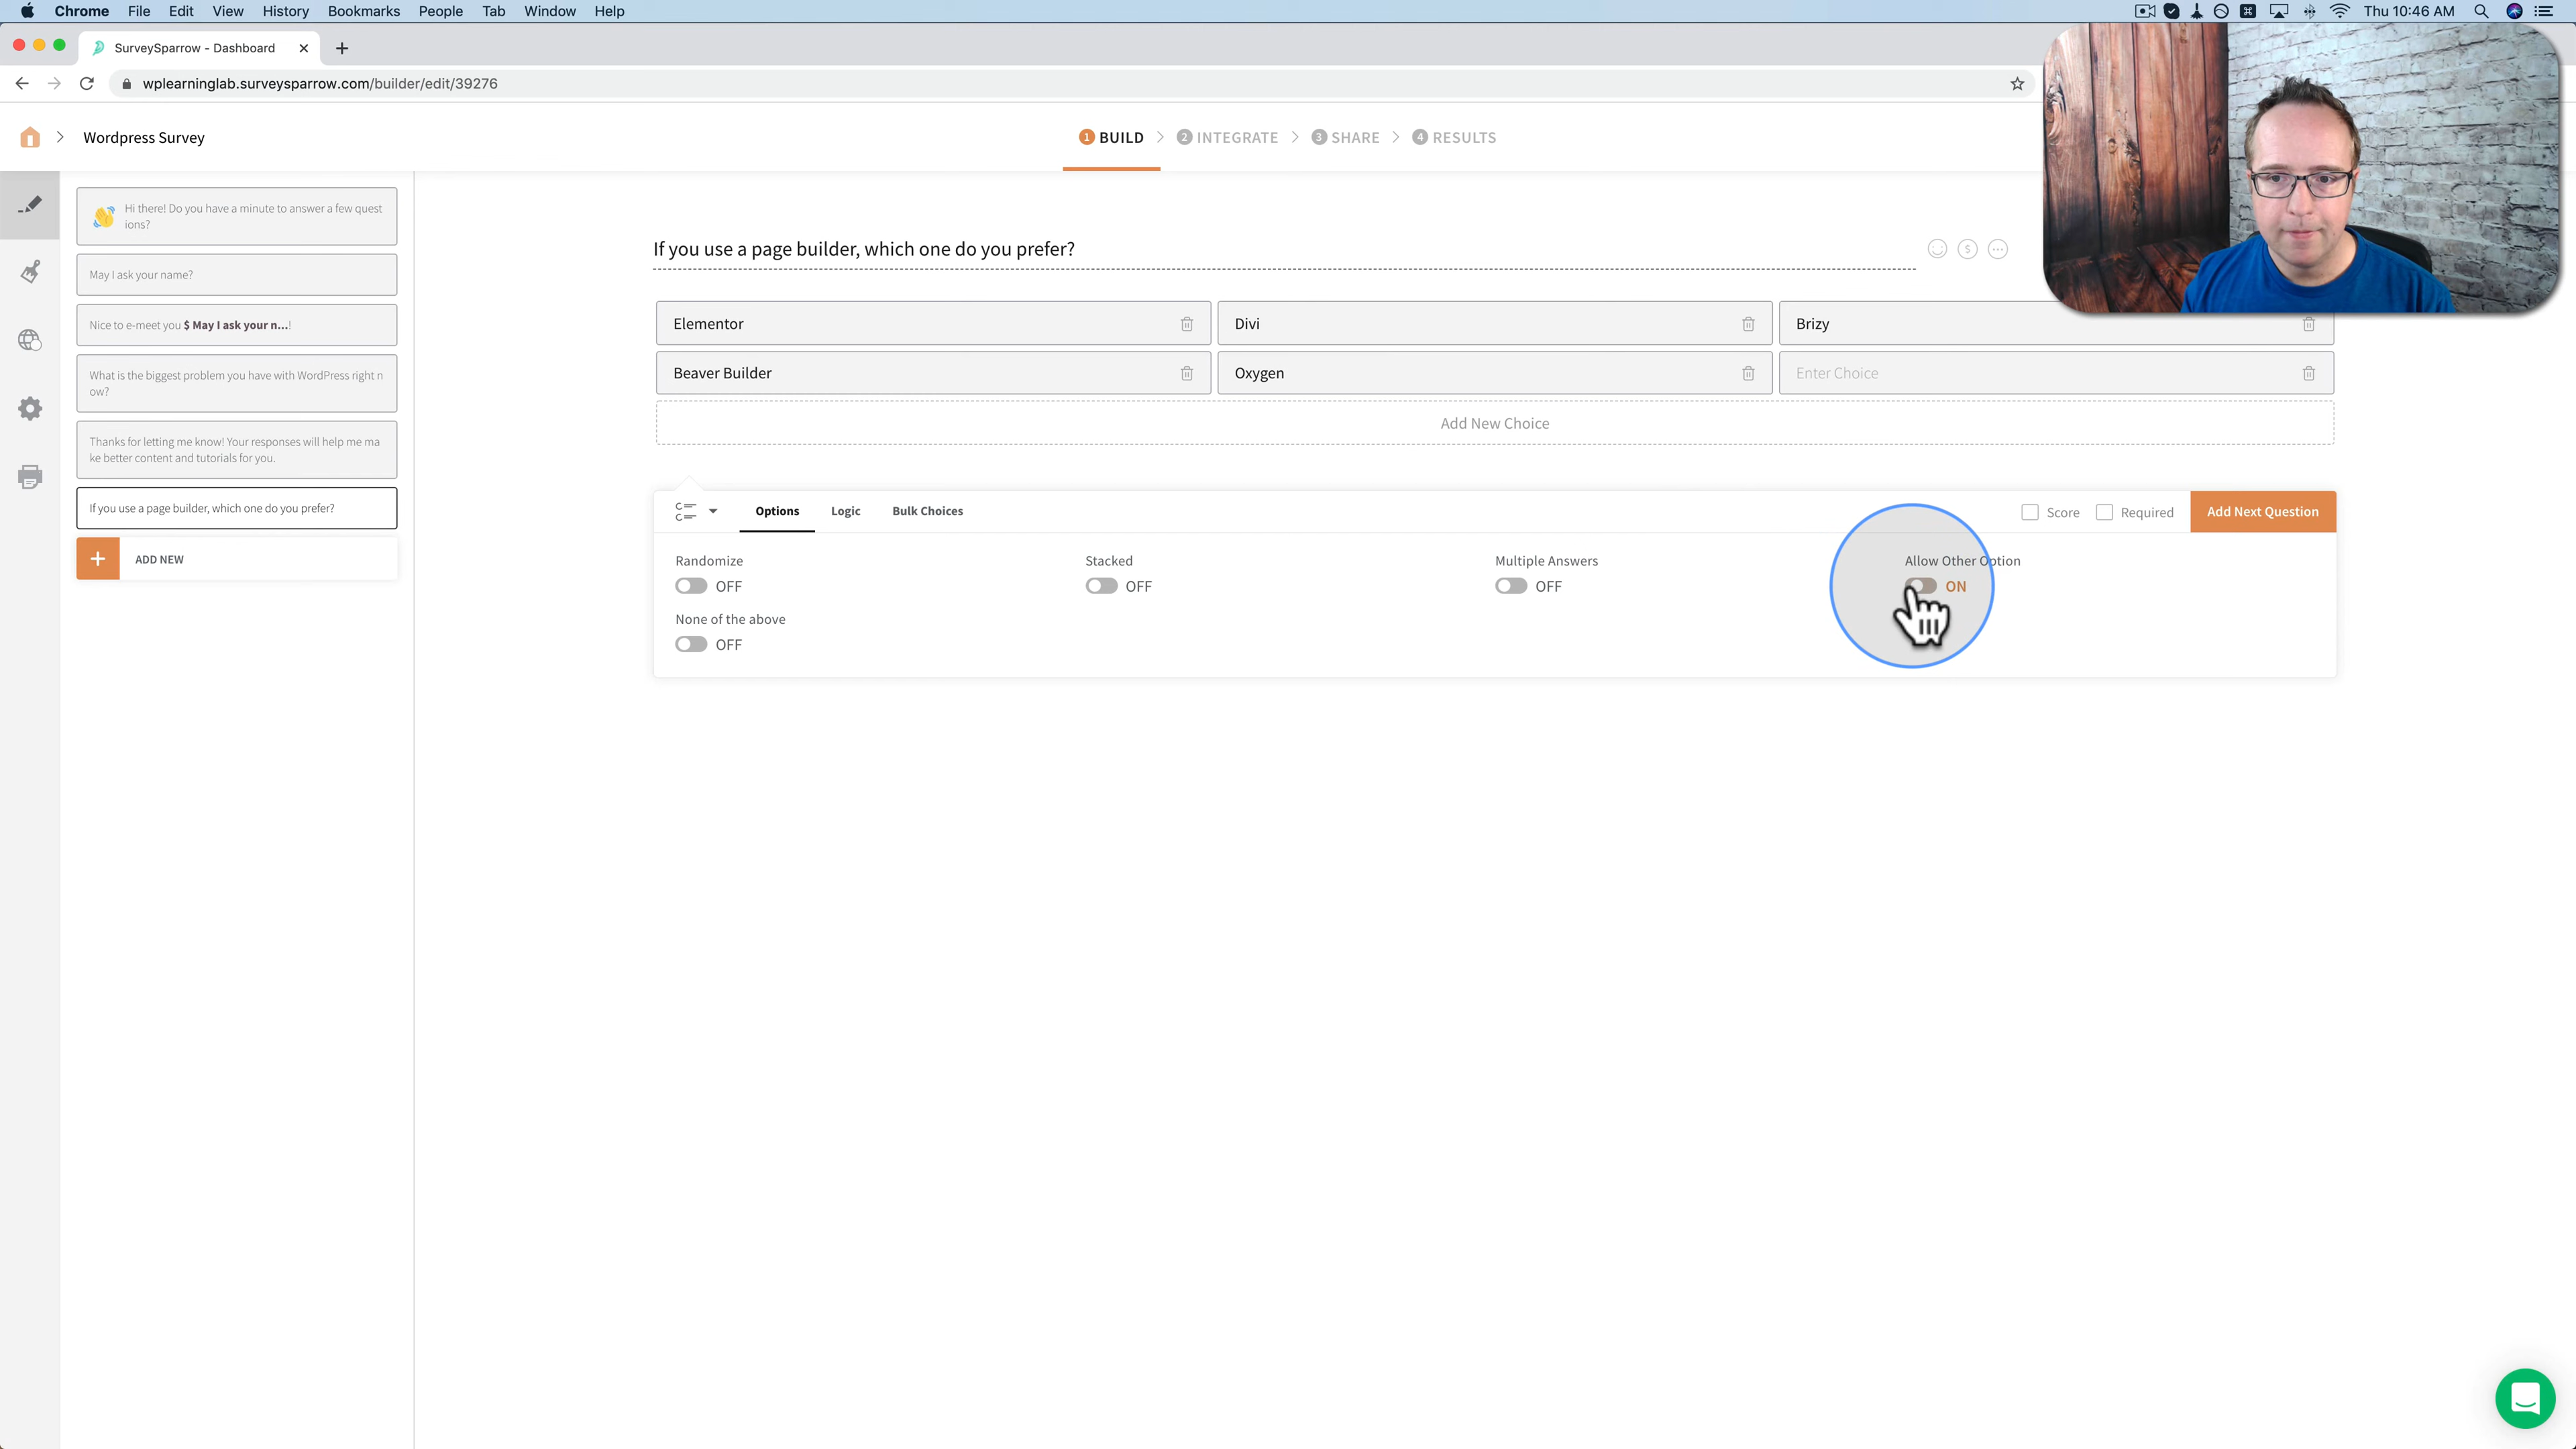 Chrome File Edit View History Bookmarks People Tab Window Help Thu 10:46 AM
SurveySparrow - Dashboard
wplearninglab.surveysparrow.com/builder/edit/39276
Wordpress Survey
1 BUILD 2 INTEGRATE 3 SHARE 4 RESULTS
Hi there! Do you have a minute to answer a few quest
ions?
May I ask your name?
Nice to e-meet you $ May I ask your n...!
What is the biggest problem you have with WordPress right n
ow?
Thanks for letting me know! Your responses will help me ma
ke better content and tutorials for you.
If you use a page builder, which one do you prefer?
ADD NEW
If you use a page builder, which one do you prefer?
Elementor Divi Brizy
Beaver Builder Oxygen Enter Choice
Add New Choice
Options Logic Bulk Choices Score Required Add Next Question
Randomize Stacked Multiple Answers Allow Other Option
OFF OFF OFF ON
None of the above
OFF